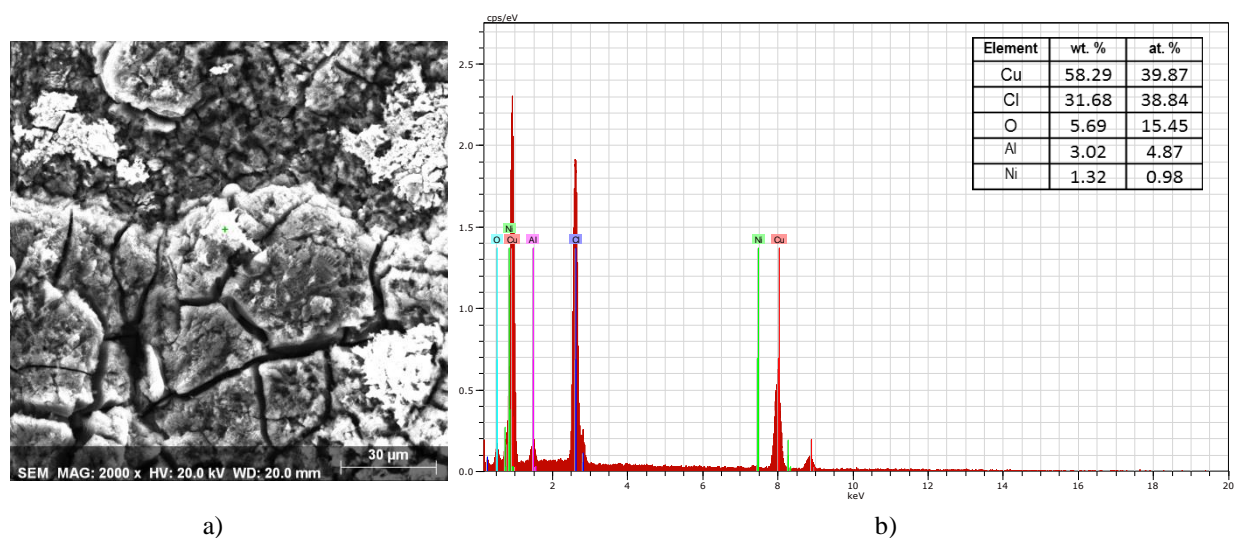 SEM MAG: 2000 x HV: 20.0 kV WD: 20.0 mm
30 µm
a)
cps/eV
2.5
2.0
1.5
1.0
0.5
0.0
O
Ni
Cu
Al
Cl
Ni
Cu
2 4 6 8 10 12 14 16 18 20
keV
Element wt. % at. %
Cu 58.29 39.87
Cl 31.68 38.84
O 5.69 15.45
Al 3.02 4.87
Ni 1.32 0.98
b)